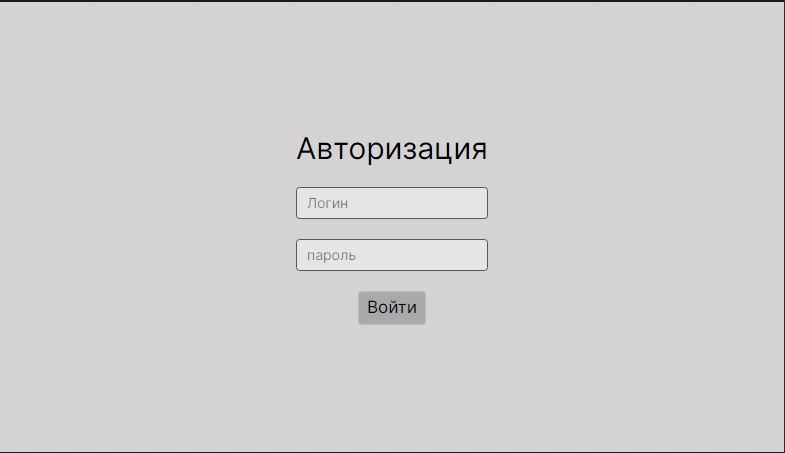 Авторизация
Логин
пароль
Войти